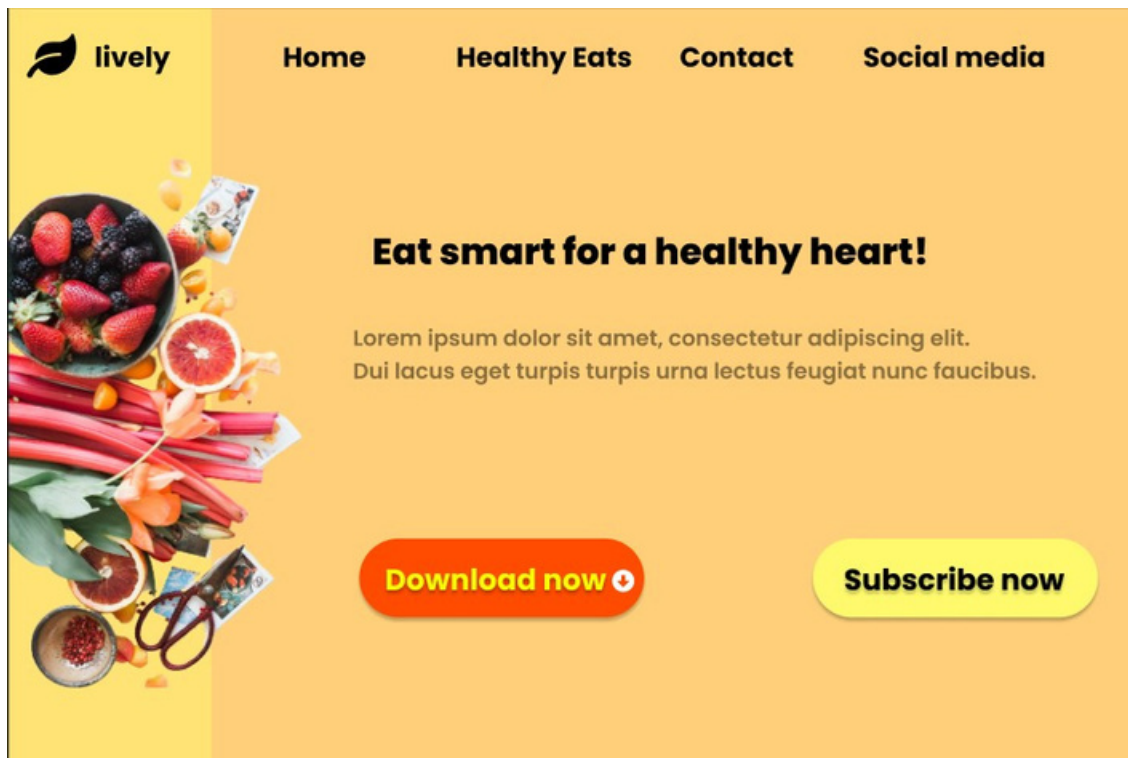 lively
Home Healthy Eats Contact Social media
Eat smart for a healthy heart!
Lorem ipsum dolor sit amet, consectetur adipiscing elit.
Dui lacus eget turpis turpis urna lectus feugiat nunc faucibus.
Download now
Subscribe now